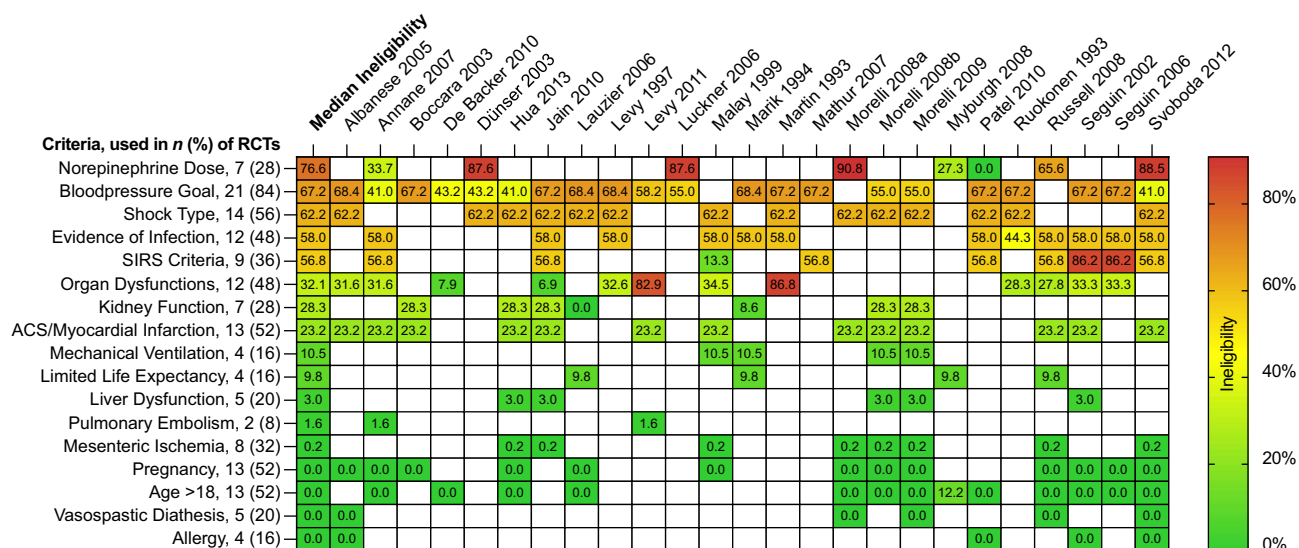 Median Ineligibility
Albanese 2005
Annane 2007
Boccara 2003
De Backer 2010
Dünser 2003
Hua 2013
Jain 2010
Lauzier 2006
Levy 1997
Levy 2011
Luckner 2006
Malay 1999
Marik 1994
Martin 1993
Mathur 2007
Morelli 2008a
Morelli 2008b
Morelli 2009
Myburgh 2008
Patel 2010
Ruokonen 1993
Russell 2008
Seguin 2002
Seguin 2006
Svoboda 2012
Criteria, used in n (%) of RCTs
Norepinephrine Dose, 7 (28) 76.6 33.7 87.6 87.6 90.8 27.3 0.0 65.6 88.5
Bloodpressure Goal, 21 (84) 67.2 68.4 41.0 67.2 43.2 43.2 41.0 67.2 68.4 68.4 58.2 55.0 68.4 67.2 67.2 55.0 55.0 67.2 67.2 67.2 67.2 41.0
Shock Type, 14 (56) 62.2 62.2 62.2 62.2 62.2 62.2 62.2 62.2 62.2 62.2 62.2 62.2 62.2 62.2 62.2
Evidence of Infection, 12 (48) 58.0 58.0 58.0 58.0 58.0 58.0 58.0 58.0 44.3 58.0 58.0 58.0 58.0
SIRS Criteria, 9 (36) 56.8 56.8 56.8 13.3 56.8 56.8 56.8 86.2 86.2 56.8
Organ Dysfunctions, 12 (48) 32.1 31.6 31.6 7.9 6.9 32.6 82.9 34.5 86.8 28.3 27.8 33.3 33.3
Kidney Function, 7 (28) 28.3 28.3 28.3 28.3 0.0 8.6 28.3 28.3
ACS/Myocardial Infarction, 13 (52) 23.2 23.2 23.2 23.2 23.2 23.2 23.2 23.2 23.2 23.2 23.2 23.2 23.2 23.2
Mechanical Ventilation, 4 (16) 10.5 10.5 10.5 10.5 10.5
Limited Life Expectancy, 4 (16) 9.8 9.8 9.8 9.8 9.8
Liver Dysfunction, 5 (20) 3.0 3.0 3.0 3.0 3.0 3.0
Pulmonary Embolism, 2 (8) 1.6 1.6 1.6
Mesenteric Ischemia, 8 (32) 0.2 0.2 0.2 0.2 0.2 0.2 0.2 0.2 0.2
Pregnancy, 13 (52) 0.0 0.0 0.0 0.0 0.0 0.0 0.0 0.0 0.0 0.0 0.0 0.0 0.0 0.0
Age >18, 13 (52) 0.0 0.0 0.0 0.0 0.0 0.0 0.0 0.0 12.2 0.0 0.0 0.0 0.0 0.0
Vasospastic Diathesis, 5 (20) 0.0 0.0 0.0 0.0 0.0 0.0
Allergy, 4 (16) 0.0 0.0 0.0 0.0 0.0
80%
60%
40%
20%
0%
Ineligibility